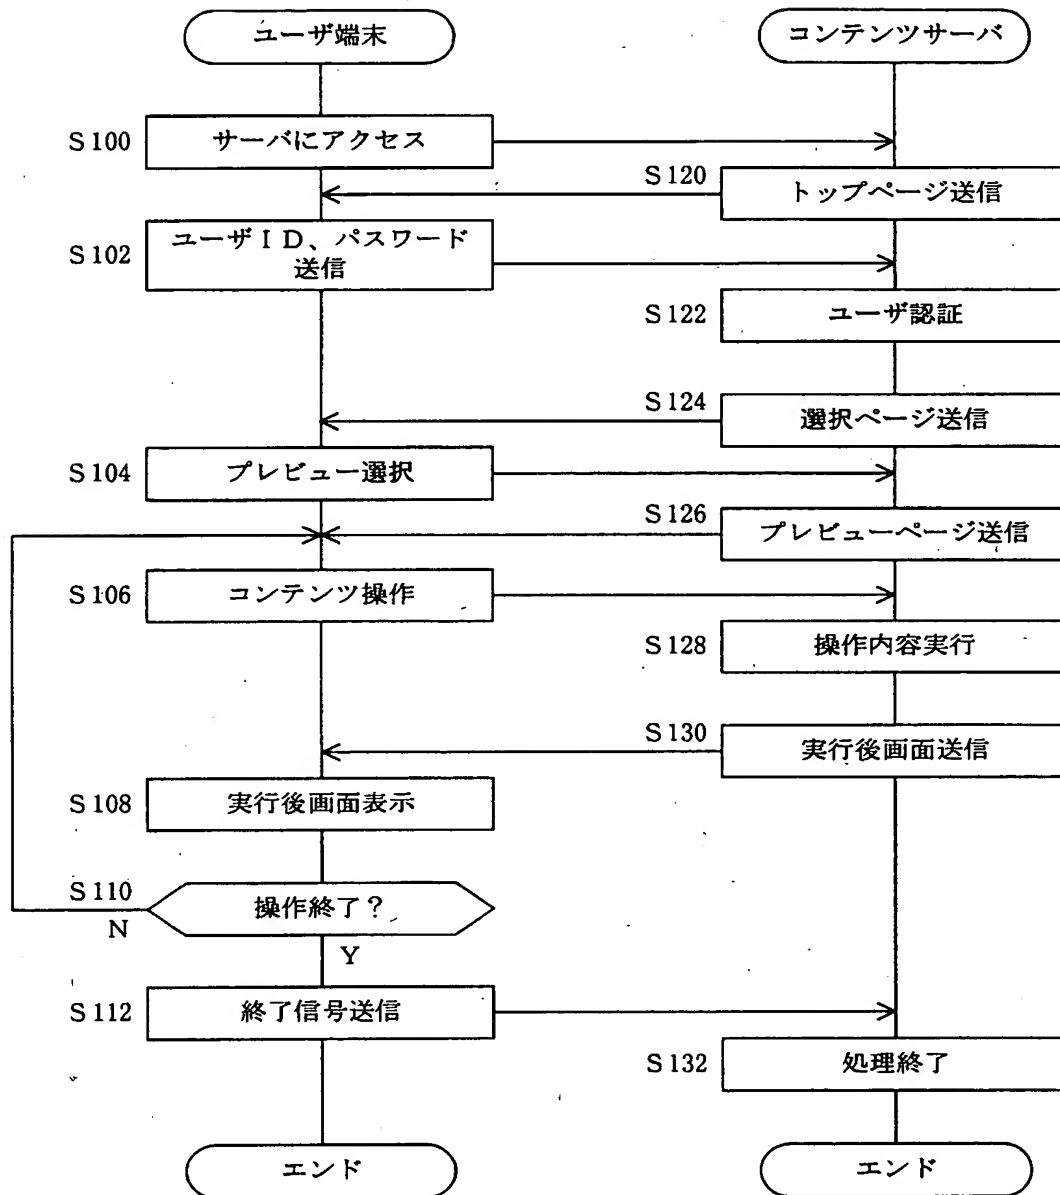 ユーザ端末
コンテンツサーバ
S100
サーバにアクセス
S120
トップページ送信
S102
ユーザID、パスワード
送信
S122
ユーザ認証
S124
選択ページ送信
S104
プレビュー選択
S126
プレビューページ送信
S106
コンテンツ操作
S128
操作内容実行
S130
実行後画面送信
S108
実行後画面表示
S110
操作終了?
N
Y
S112
終了信号送信
S132
処理終了
エンド
エンド